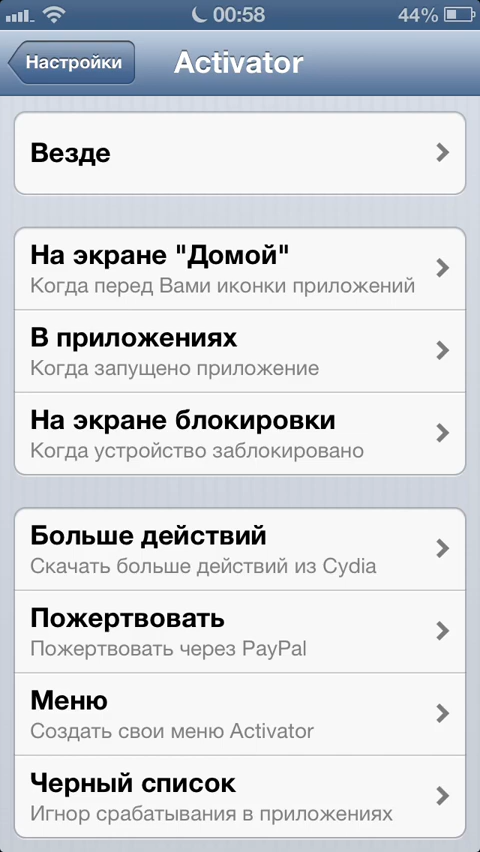 00:58
44%
Настройки
Activator
Везде
На экране "Домой"
Когда перед Вами иконки приложений
В приложениях
Когда запущено приложение
На экране блокировки
Когда устройство заблокировано
Больше действий
Скачать больше действий из Cydia
Пожертвовать
Пожертвовать через PayPal
Меню
Создать свои меню Activator
Черный список
Игнор срабатывания в приложениях